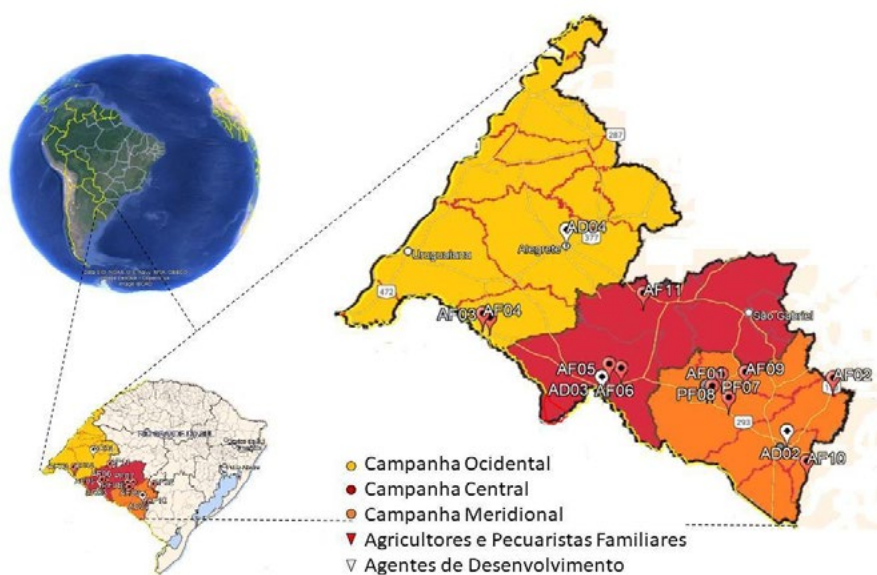 287
AD04
Alegrete
377
Uruguaiana
472
AF11
AF03 AF04
São Gabriel
AF05
AD03 AF06
AF01 AF09
PF08 PF07
AF02
293
AD02
AF10
Campanha Ocidental
Campanha Central
Campanha Meridional
Agricultores e Pecuaristas Familiares
Agentes de Desenvolvimento